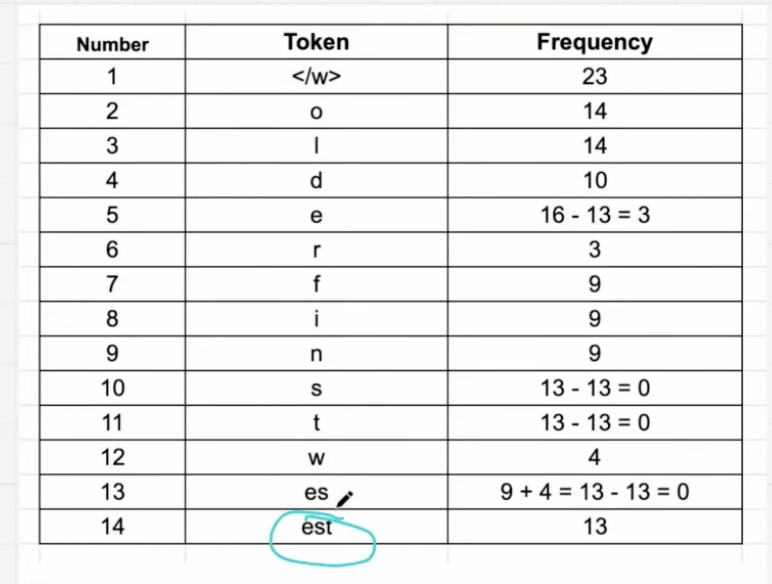 Number Token Frequency
1 </w> 23
2 o 14
3 l 14
4 d 10
5 e 16 - 13 = 3
6 r 3
7 f 9
8 i 9
9 n 9
10 s 13 - 13 = 0
11 t 13 - 13 = 0
12 w 4
13 es 9 + 4 = 13 - 13 = 0
14 est 13